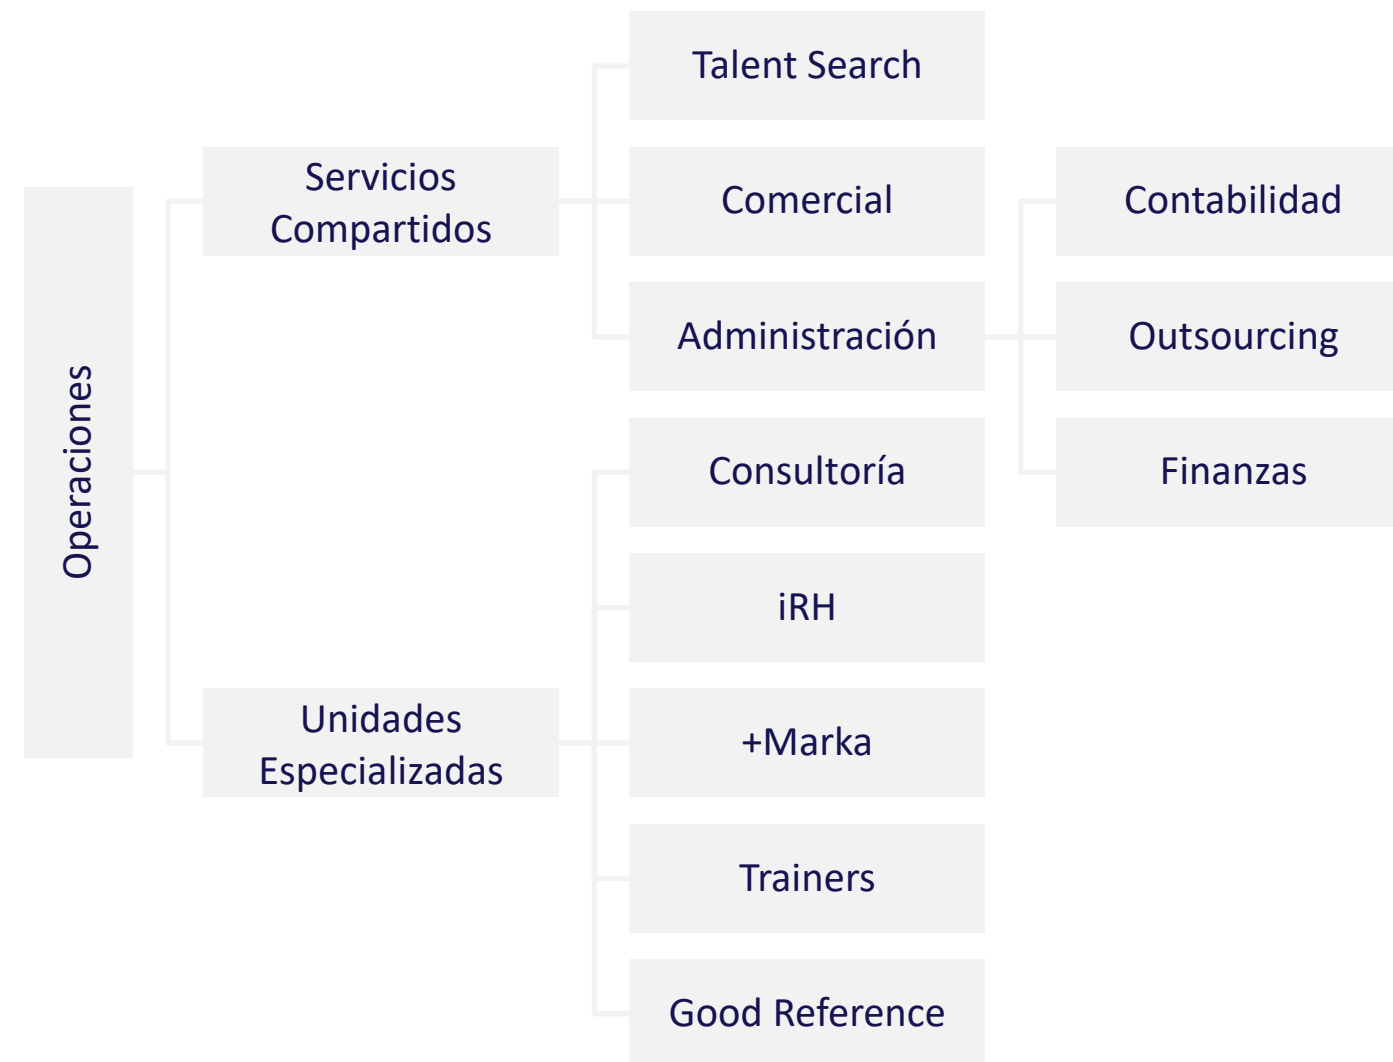 Operaciones
Servicios
Compartidos
Talent Search
Comercial
Administración
Contabilidad
Outsourcing
Finanzas
Unidades
Especializadas
Consultoría
iRH
+Marka
Trainers
Good Reference